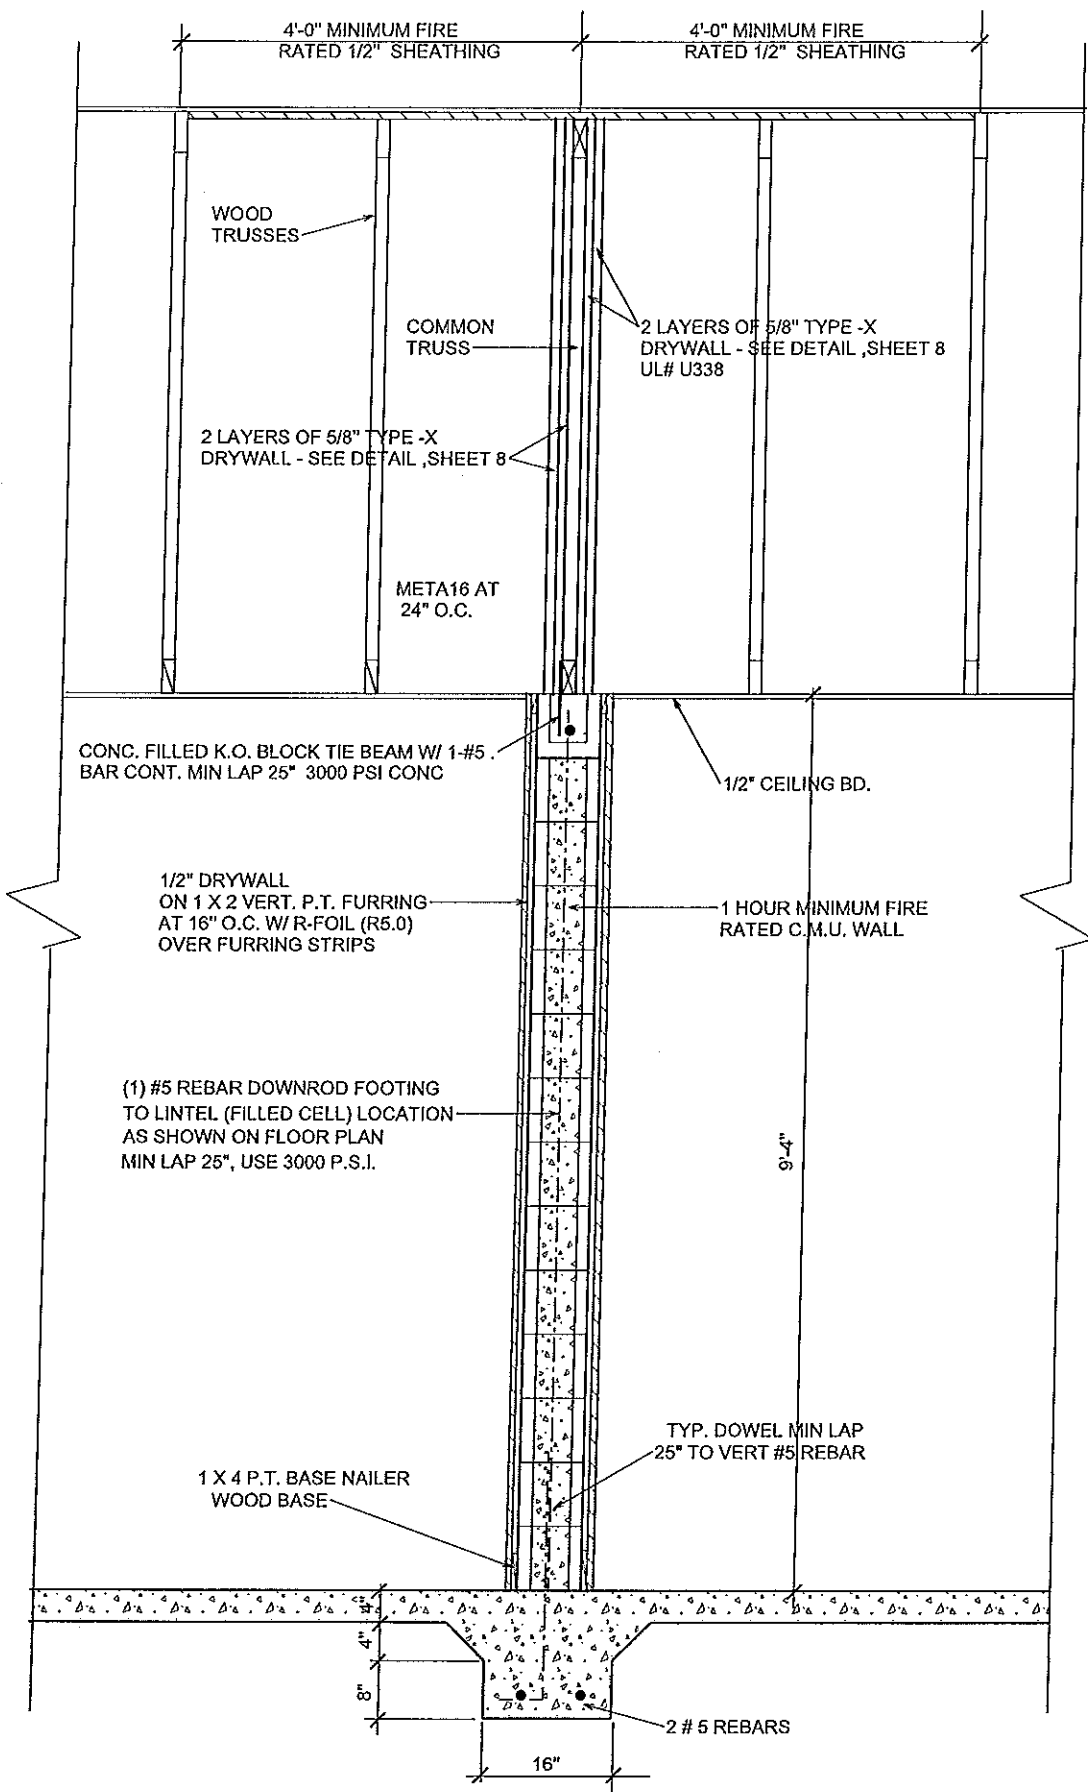 4'-0" MINIMUM FIRE
RATED 1/2" SHEATHING
4'-0" MINIMUM FIRE
RATED 1/2" SHEATHING
WOOD
TRUSSES
COMMON
TRUSS
2 LAYERS OF 5/8" TYPE -X
DRYWALL - SEE DETAIL ,SHEET 8
UL# U338
2 LAYERS OF 5/8" TYPE -X
DRYWALL - SEE DETAIL ,SHEET 8
META16 AT
24" O.C.
CONC. FILLED K.O. BLOCK TIE BEAM W/ 1-#5
BAR CONT. MIN LAP 25" 3000 PSI CONC
1/2" CEILING BD.
1/2" DRYWALL
ON 1 X 2 VERT. P.T. FURRING
AT 16" O.C. W/ R-FOIL (R5.0)
OVER FURRING STRIPS
1 HOUR MINIMUM FIRE
RATED C.M.U. WALL
(1) #5 REBAR DOWNROD FOOTING
TO LINTEL (FILLED CELL) LOCATION
AS SHOWN ON FLOOR PLAN
MIN LAP 25", USE 3000 P.S.I.
9'-4"
TYP. DOWEL MIN LAP
25" TO VERT #5 REBAR
1 X 4 P.T. BASE NAILER
WOOD BASE
4"
4"
8"
2 # 5 REBARS
16"